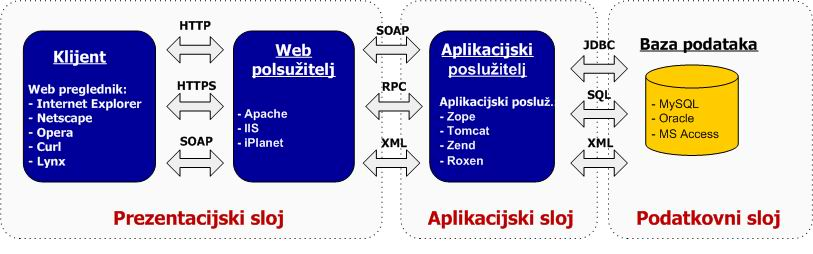 HTTP
HTTPS
SOAP
SOAP
RPC
XML
JDBC
SQL
XML
Klijent
Web preglednik:
- Internet Explorer
- Netscape
- Opera
- Curl
- Lynx
Web
polsužitelj
- Apache
- IIS
- iPlanet
Aplikacijski
poslužitelj
Aplikacijski posluž.
- Zope
- Tomcat
- Zend
- Roxen
Baza podataka
- MySQL
- Oracle
- MS Access
Prezentacijski sloj
Aplikacijski sloj
Podatkovni sloj